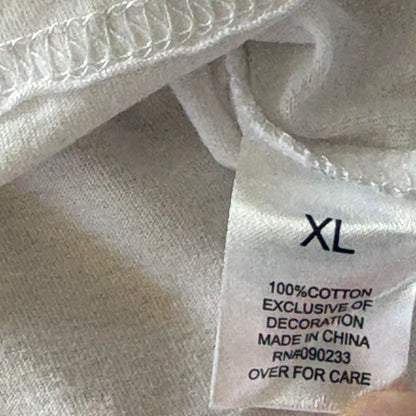 XL
100%COTTON
EXCLUSIVE OF
DECORATION
MADE IN CHINA
RN#090233
OVER FOR CARE